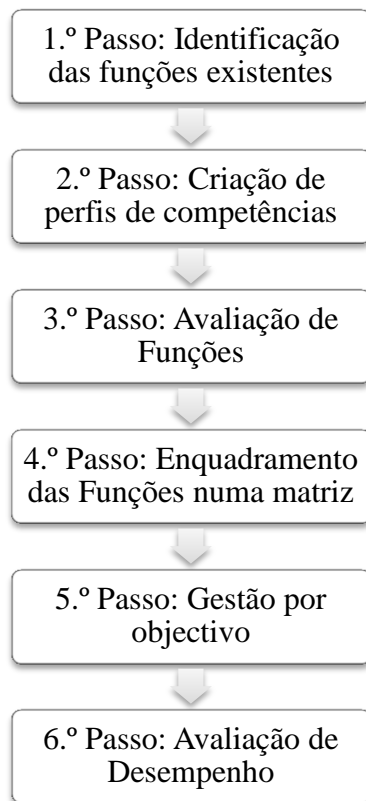 1.º Passo: Identificação
das funções existentes
2.º Passo: Criação de
perfis de competências
3.º Passo: Avaliação de
Funções
4.º Passo: Enquadramento
das Funções numa matriz
5.º Passo: Gestão por
objectivo
6.º Passo: Avaliação de
Desempenho